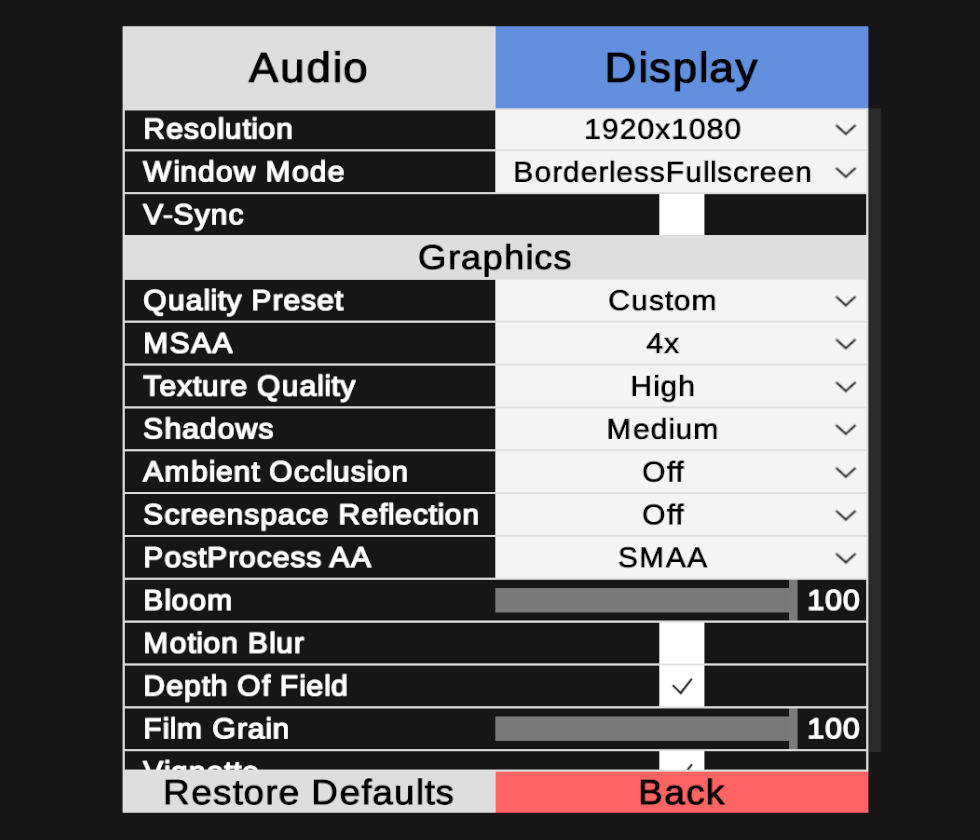 Audio Display
Resolution 1920x1080
Window Mode BorderlessFullscreen
V-Sync
Graphics
Quality Preset Custom
MSAA 4x
Texture Quality High
Shadows Medium
Ambient Occlusion Off
Screenspace Reflection Off
PostProcess AA SMAA
Bloom 100
Motion Blur
Depth Of Field
Film Grain 100
Vignette
Restore Defaults Back